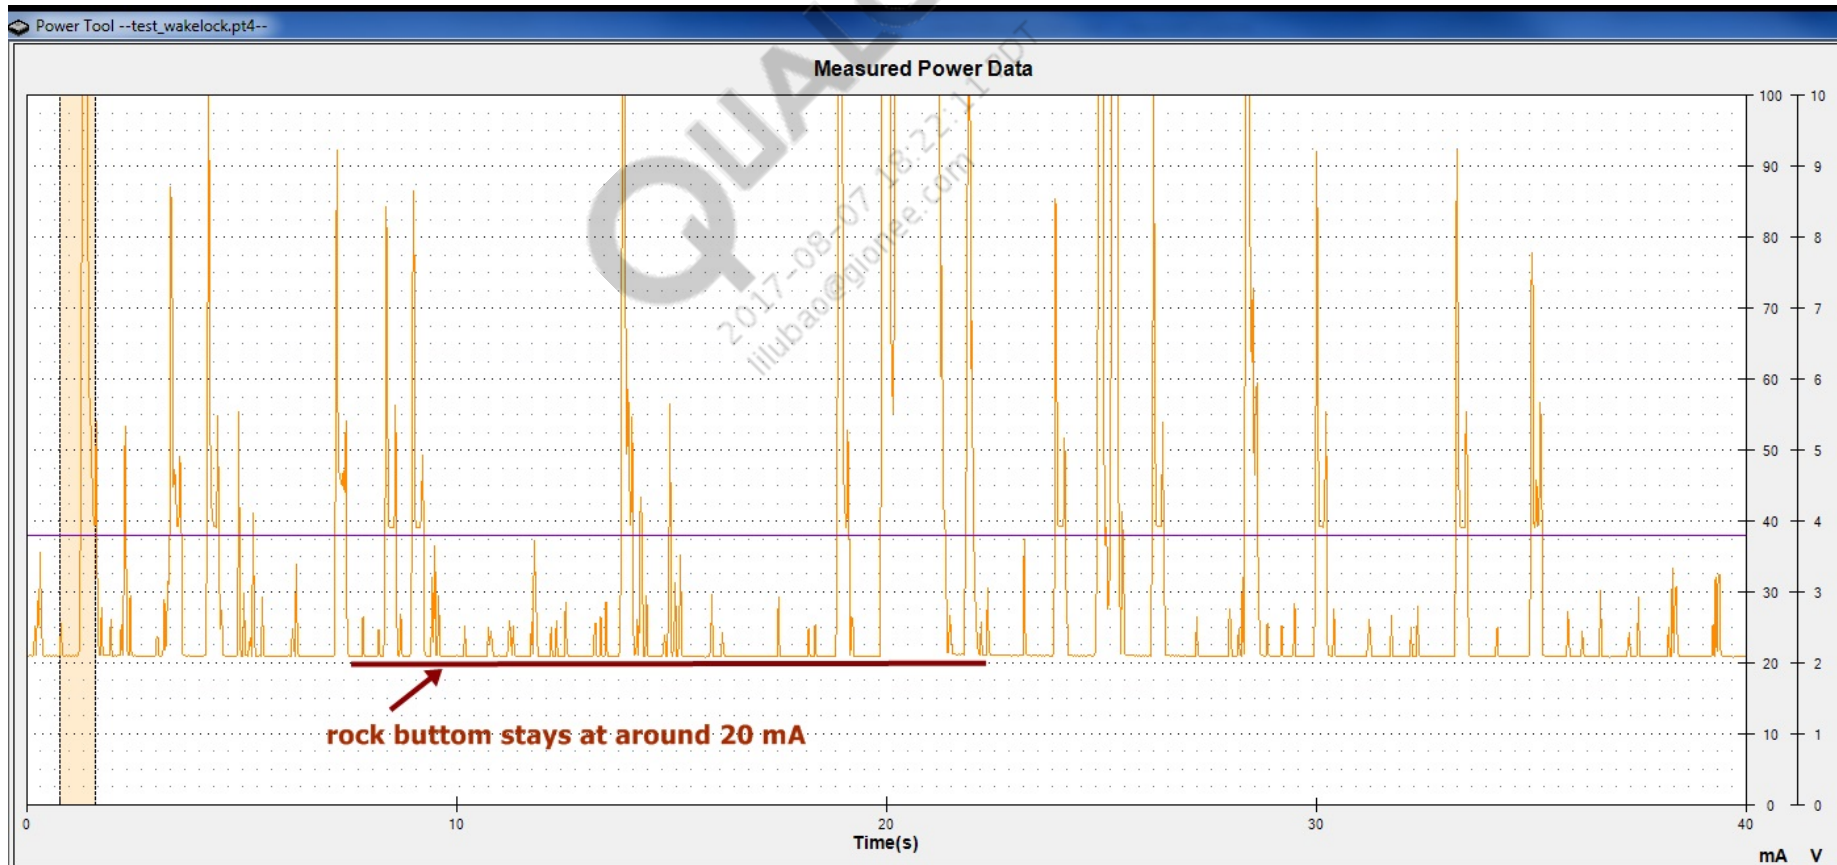 Power Tool --test_wakelock.pt4--
Measured Power Data
QUAL
2017-08-07 18:22:11 PDT
lilubao@gionee.com
100 10
90 9
80 8
70 7
60 6
50 5
40 4
30 3
20 2
10 1
0 0
rock buttom stays at around 20 mA
0 10 20 30 40
Time(s)
mA V